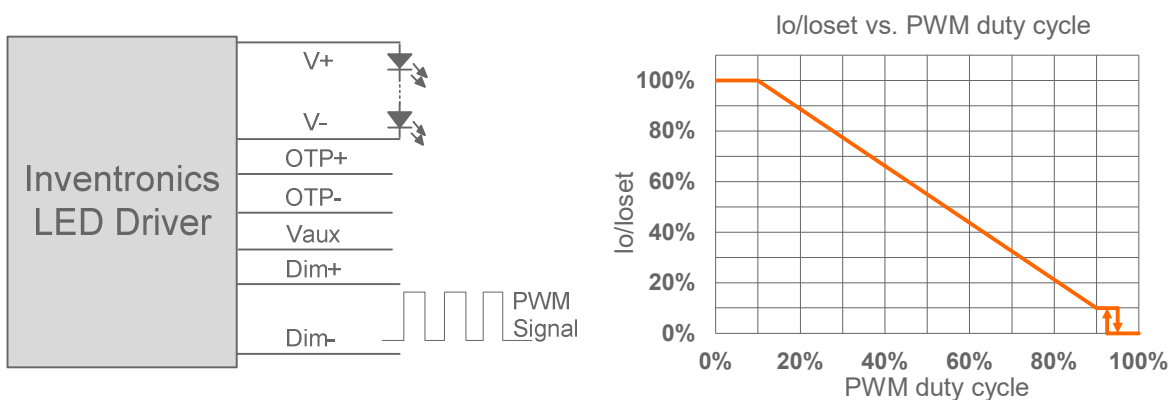 Inventronics
LED Driver
V+
V-
OTP+
OTP-
Vaux
Dim+
Dim-
PWM
Signal
Io/Ioset vs. PWM duty cycle
Io/Ioset
100%
80%
60%
40%
20%
0%
0%
20%
40%
60%
80%
100%
PWM duty cycle